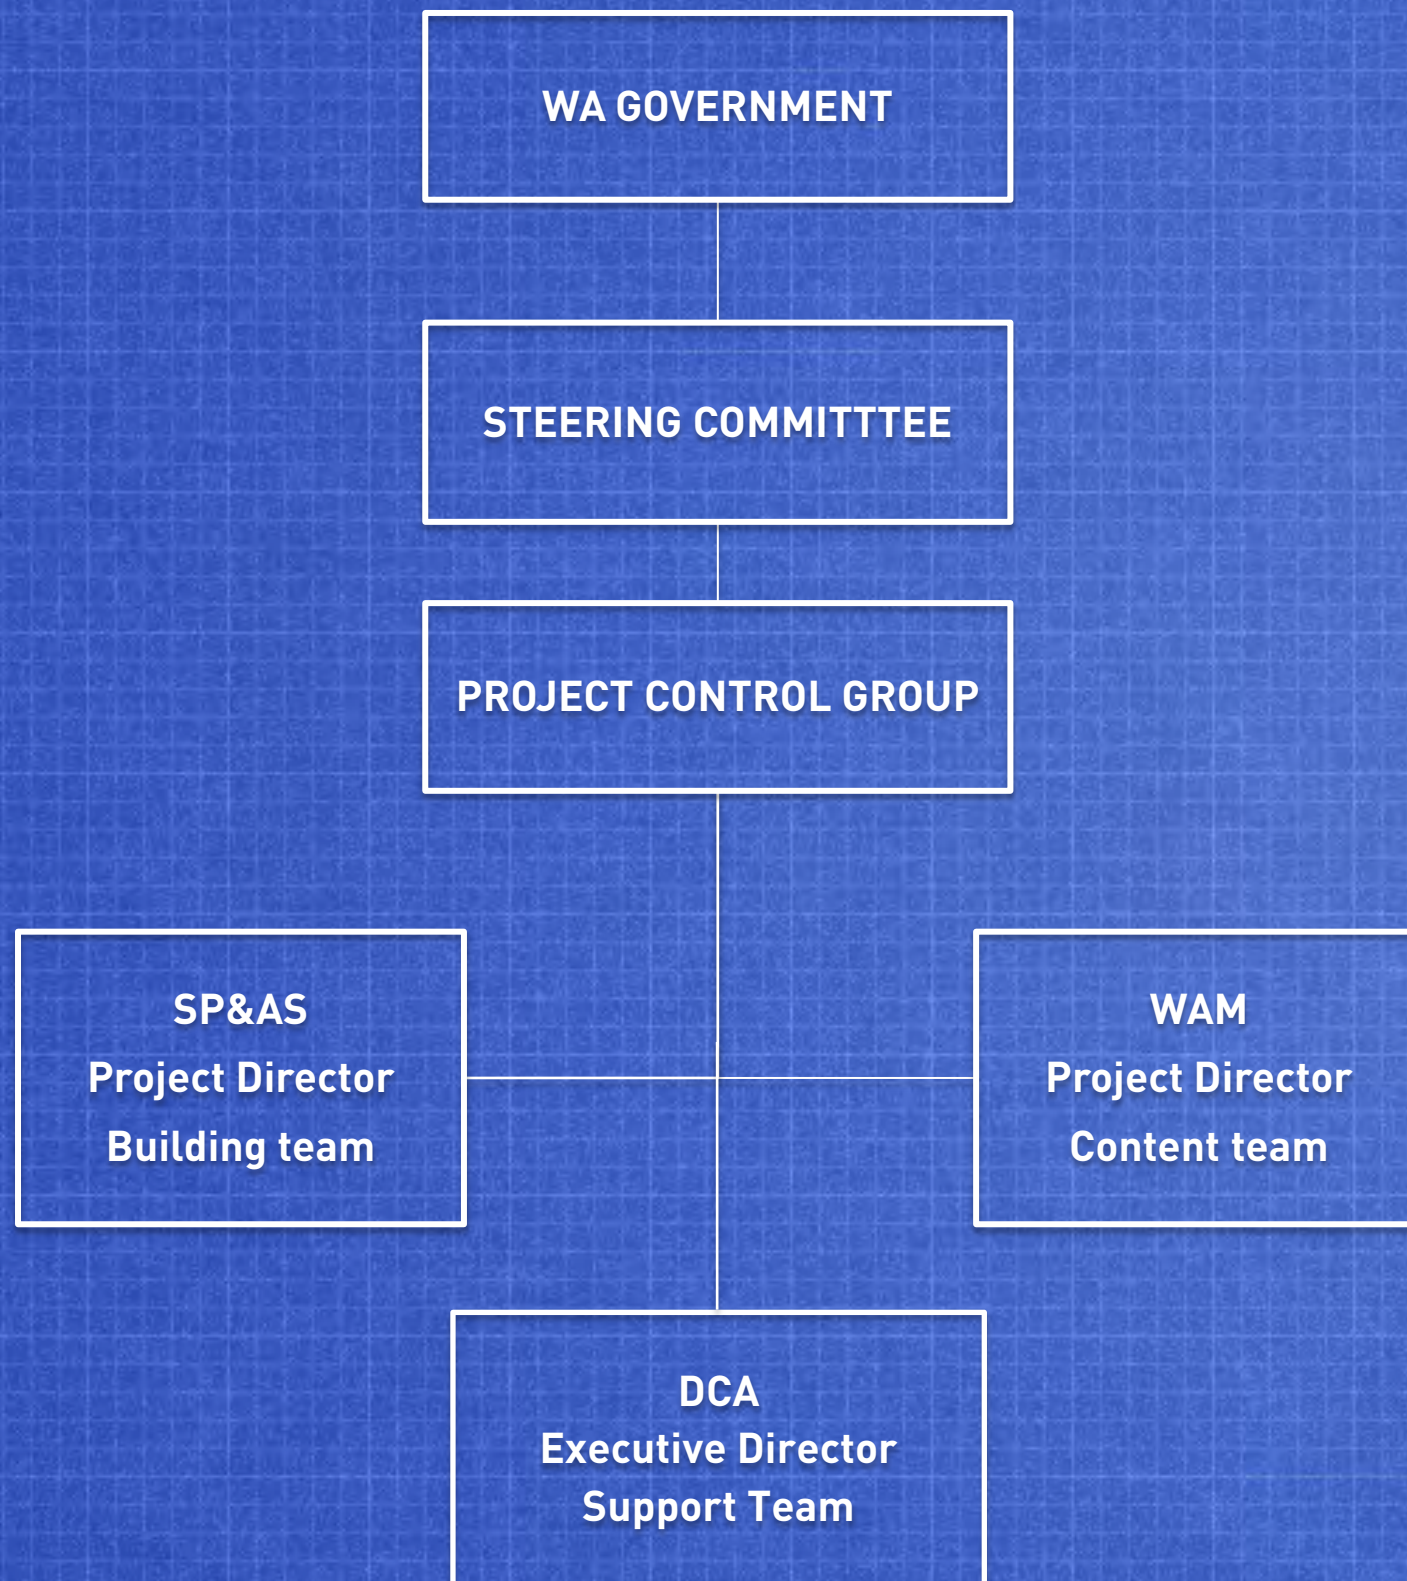 WA GOVERNMENT
STEERING COMMITTTEE
PROJECT CONTROL GROUP
SP&AS
Project Director
Building team
WAM
Project Director
Content team
DCA
Executive Director
Support Team